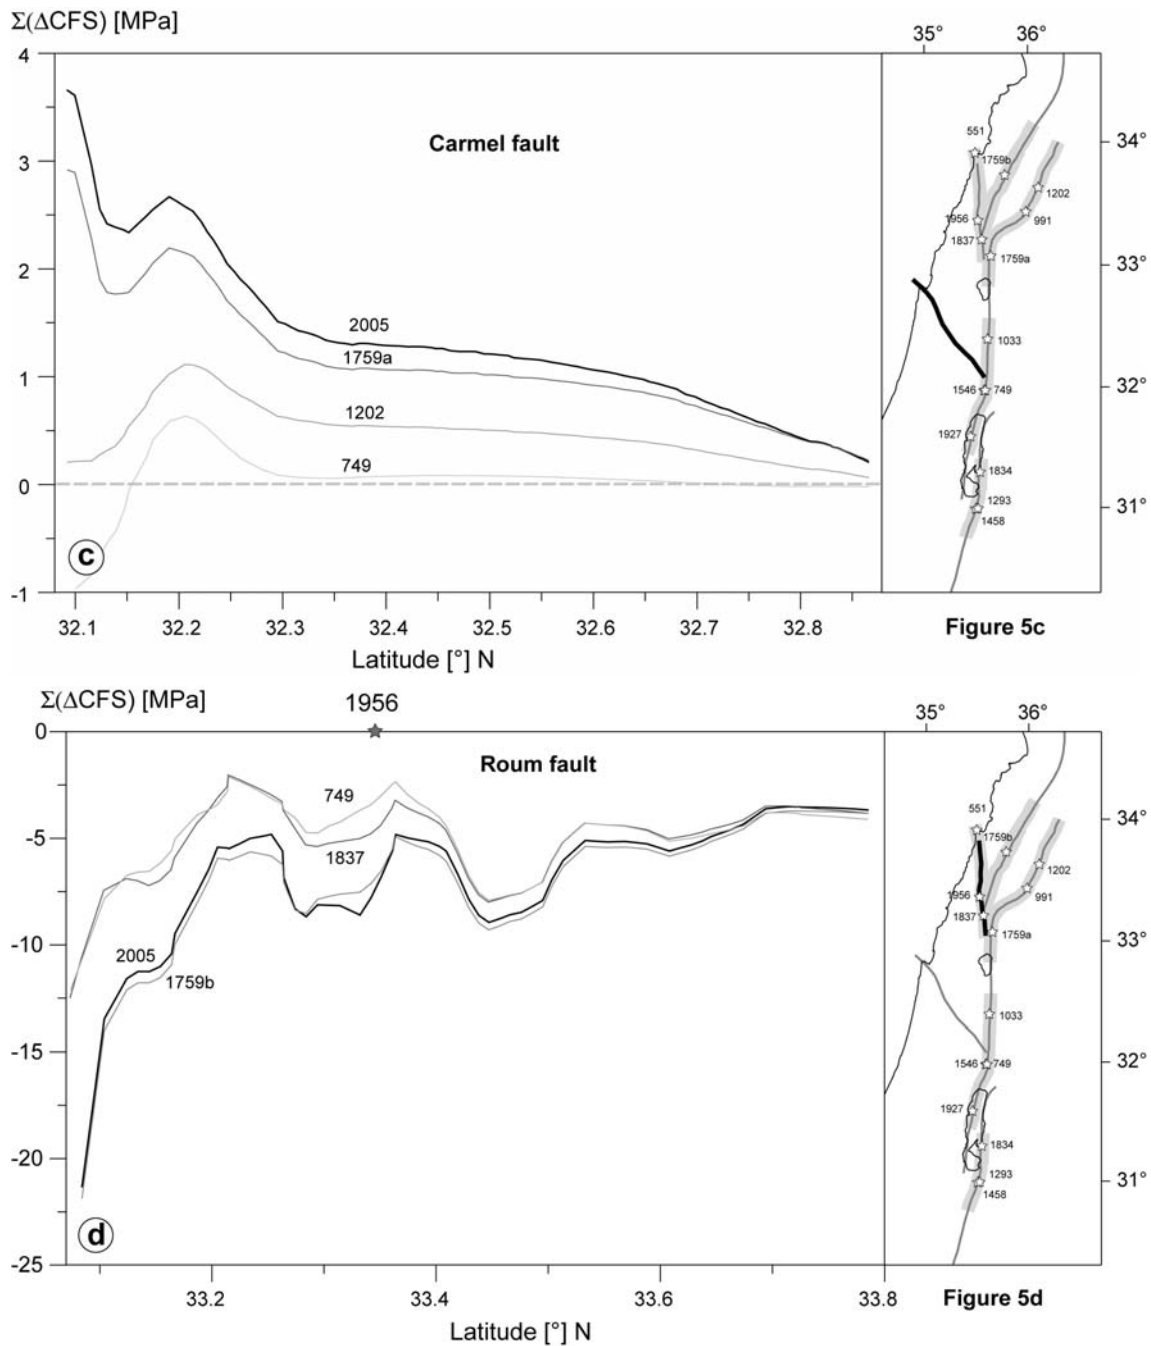 Σ(ΔCFS) [MPa]
35° 36°
4
Carmel fault
3
2
1
0
-1
2005
1759a
1202
749
c
32.1 32.2 32.3 32.4 32.5 32.6 32.7 32.8
Latitude [°] N
551
1759b
1202
1956
991
1837
1759a
1033
1546 749
1927
1834
1293
1458
34°
33°
32°
31°
Figure 5c
Σ(ΔCFS) [MPa]
1956
35° 36°
0
Roum fault
-5
-10
-15
-20
-25
749
1837
2005
1759b
d
33.2 33.4 33.6 33.8
Latitude [°] N
551
1759b
1202
1956
991
1837
1759a
1033
1546 749
1927
1834
1293
1458
34°
33°
32°
31°
Figure 5d